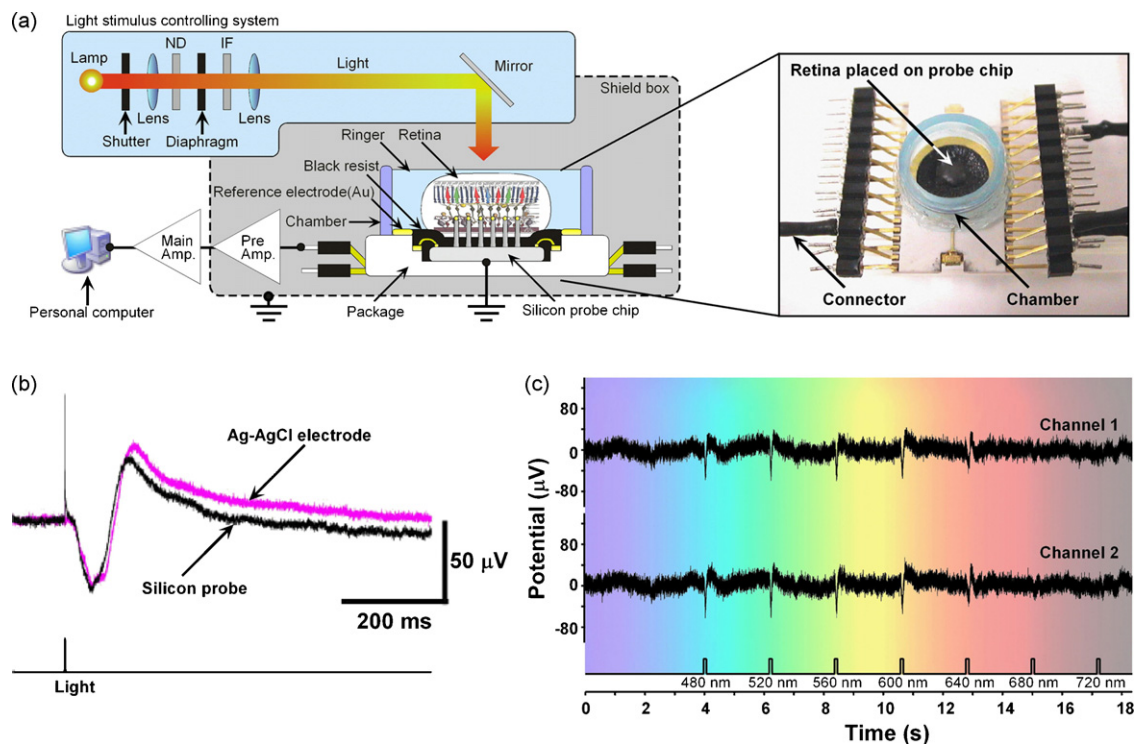 (a)
Light stimulus controlling system
Lamp
ND
IF
Light
Mirror
Lens
Lens
Shutter
Diaphragm
Shield box
Ringer
Retina
Black resist
Reference electrode(Au)
Chamber
Main
Amp.
Pre
Amp.
Personal computer
Package
Silicon probe chip
Retina placed on probe chip
Connector
Chamber
(b)
Ag-AgCl electrode
Silicon probe
50 μV
200 ms
Light
(c)
Channel 1
Channel 2
Potential (μV)
80
0
-80
80
0
-80
480 nm
520 nm
560 nm
600 nm
640 nm
680 nm
720 nm
0
2
4
6
8
10
12
14
16
18
Time (s)